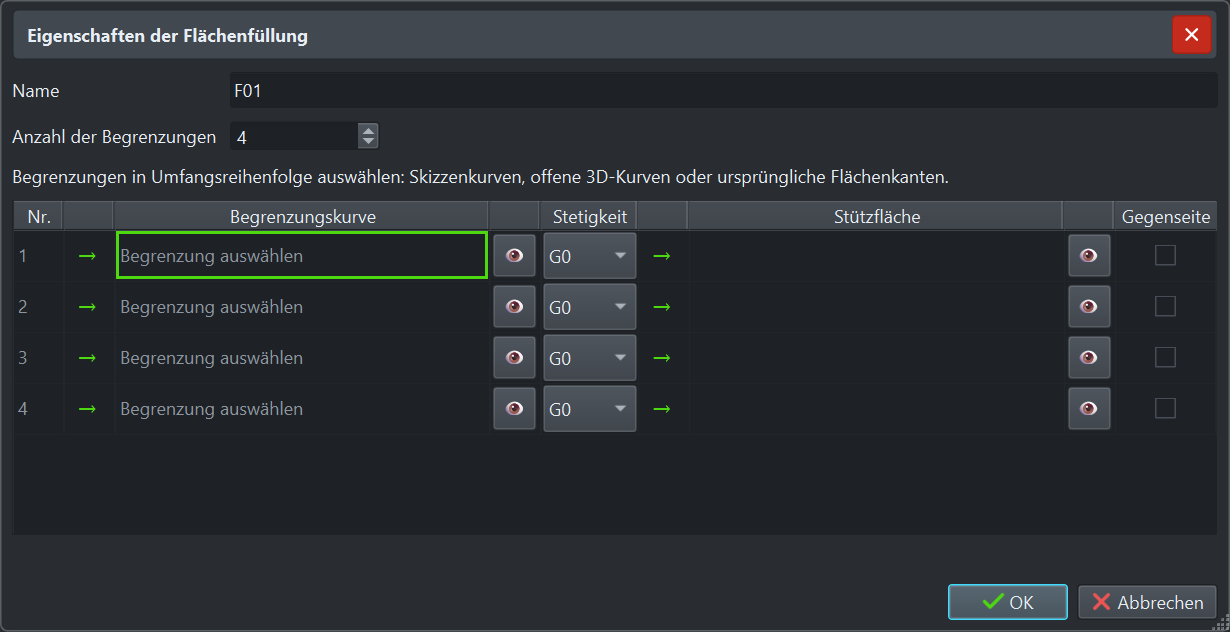 Eigenschaften der Flächenfüllung
Name F01
Anzahl der Begrenzungen 4
Begrenzungen in Umfangsreihenfolge auswählen: Skizzenkurven, offene 3D-Kurven oder ursprüngliche Flächenkanten.
Nr. Begrenzungskurve Stetigkeit Stützfläche Gegenseite
1 → Begrenzung auswählen G0 →
2 → Begrenzung auswählen G0 →
3 → Begrenzung auswählen G0 →
4 → Begrenzung auswählen G0 →
OK Abbrechen